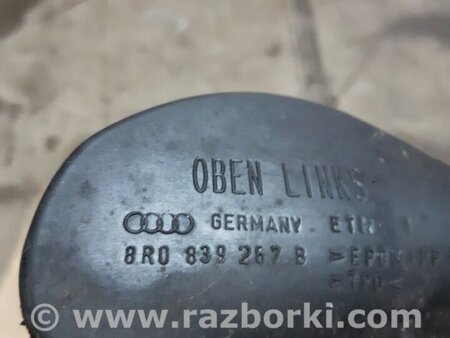 OBEN LINKS
GERMANY
8R0 839 267 B
www.razborki.com